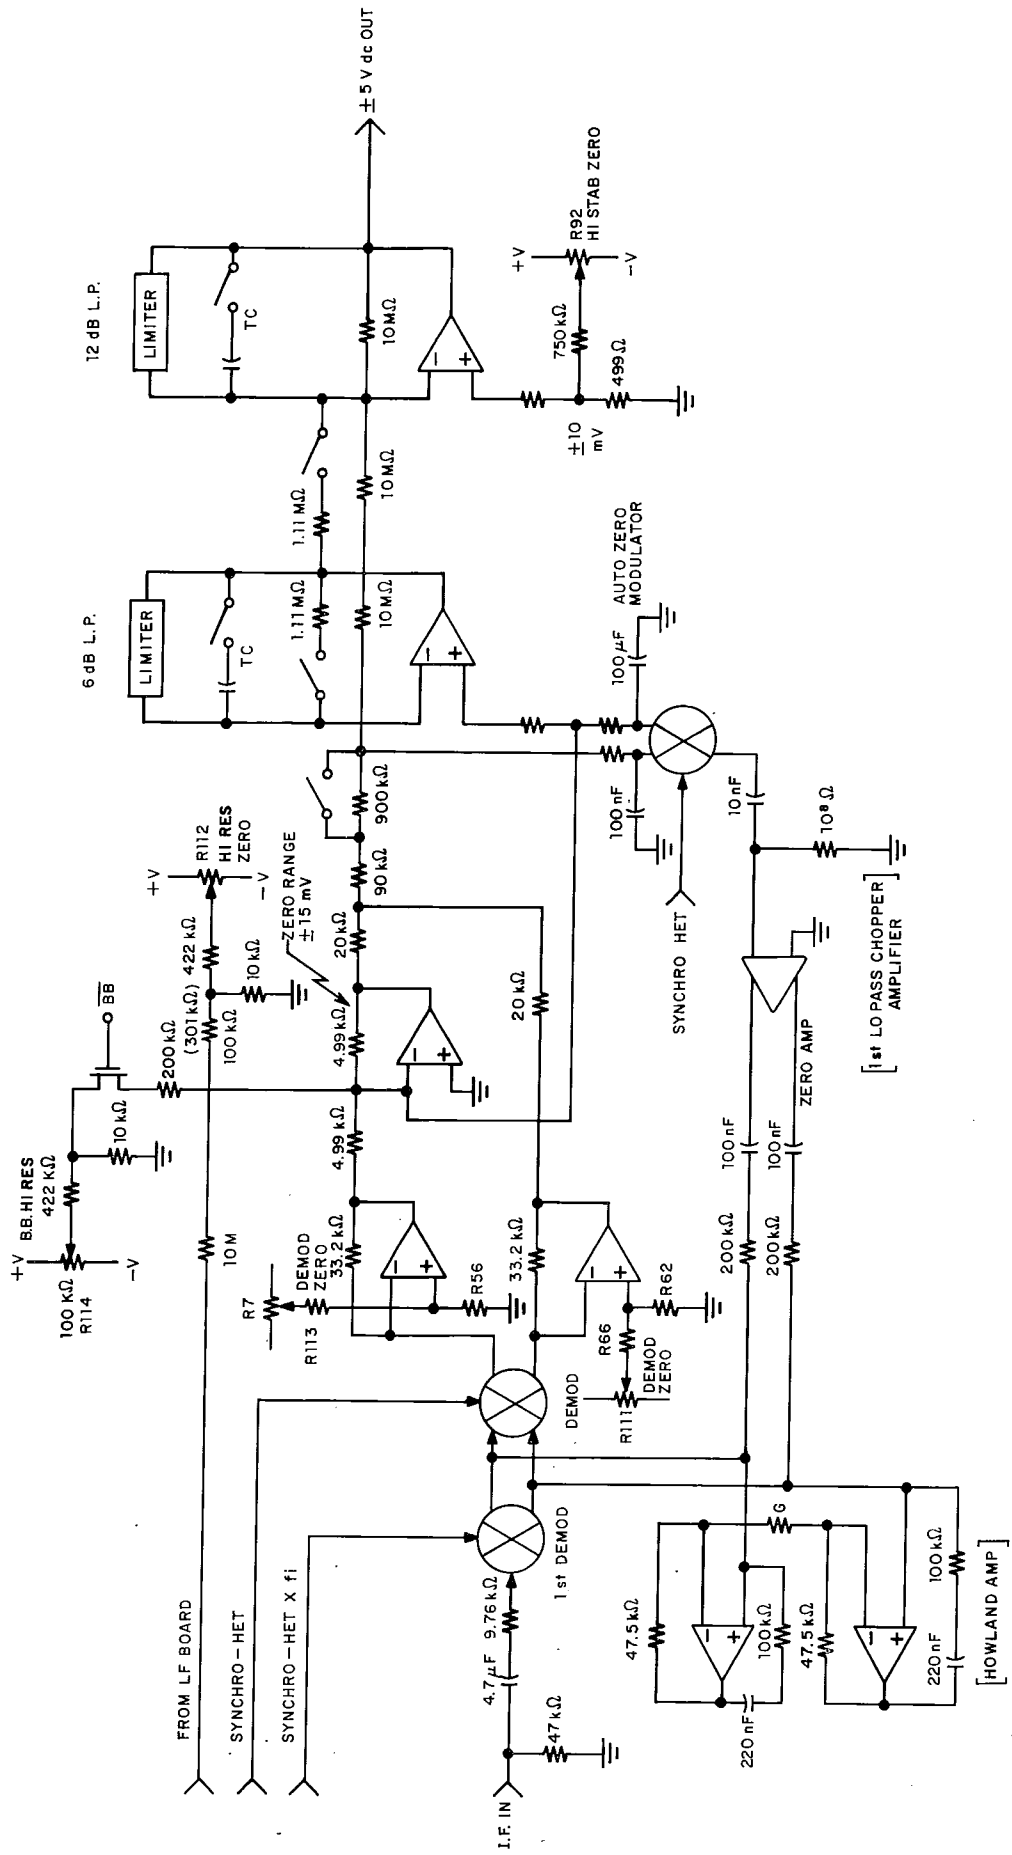 ±5 V dc OUT
12 dB L.P.
LIMITER
TC
10 MΩ
+V
R92
HI STAB ZERO
−V
750 kΩ
499 Ω
±10
mV
1.11 MΩ
10 MΩ
6 dB L.P.
LIMITER
TC
1.11 MΩ
10 MΩ
AUTO ZERO
MODULATOR
100 μF
100 nF
10 nF
10⁸ Ω
SYNCHRO HET
[1st LO PASS CHOPPER
AMPLIFIER]
ZERO AMP
100 nF
100 nF
200 kΩ
200 kΩ
+V
R112
HI RES
ZERO
−V
422 kΩ
(301 kΩ)
10 kΩ
100 kΩ
900 kΩ
90 kΩ
ZERO RANGE
±15 mV
20 kΩ
4.99 kΩ
20 kΩ
BB
200 kΩ
10 kΩ
B.B. HI RES
422 kΩ
+V
−V
100 KΩ
R114
10M
4.99 kΩ
33.2 kΩ
DEMOD
ZERO
R7
R113
R56
33.2 kΩ
R62
R66
DEMOD
ZERO
R111
DEMOD
1 st DEMOD
FROM LF BOARD
SYNCHRO-HET
SYNCHRO-HET X fi
I.F. IN
4.7 μF
9.76 kΩ
47 kΩ
47.5 kΩ
G
100 kΩ
220 nF
47.5 kΩ
100 kΩ
220 nF
[HOWLAND AMP]